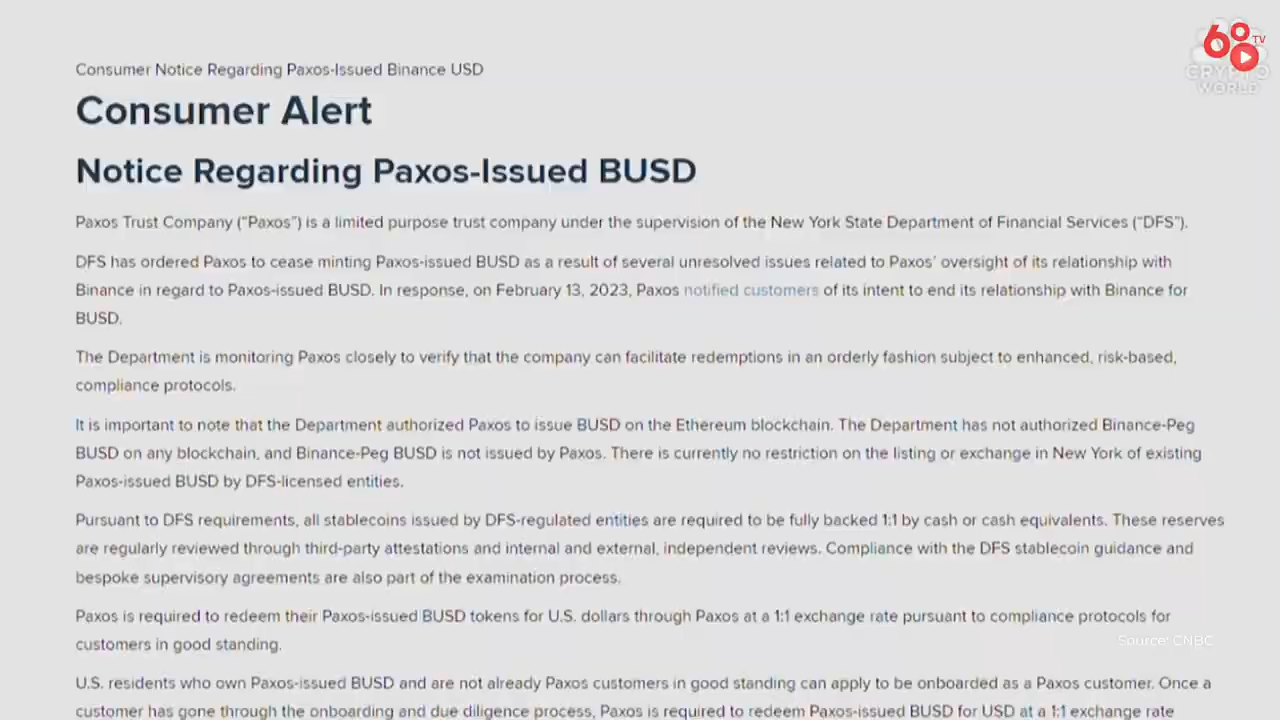 68
TV
CRYPTO
WORLD
Consumer Notice Regarding Paxos-Issued Binance USD
Consumer Alert
Notice Regarding Paxos-Issued BUSD
Paxos Trust Company (“Paxos”) is a limited purpose trust company under the supervision of the New York State Department of Financial Services (“DFS”).
DFS has ordered Paxos to cease minting Paxos-issued BUSD as a result of several unresolved issues related to Paxos’ oversight of its relationship with
Binance in regard to Paxos-issued BUSD. In response, on February 13, 2023, Paxos notified customers of its intent to end its relationship with Binance for
BUSD.
The Department is monitoring Paxos closely to verify that the company can facilitate redemptions in an orderly fashion subject to enhanced, risk-based,
compliance protocols.
It is important to note that the Department authorized Paxos to issue BUSD on the Ethereum blockchain. The Department has not authorized Binance-Peg
BUSD on any blockchain, and Binance-Peg BUSD is not issued by Paxos. There is currently no restriction on the listing or exchange in New York of existing
Paxos-issued BUSD by DFS-licensed entities.
Pursuant to DFS requirements, all stablecoins issued by DFS-regulated entities are required to be fully backed 1:1 by cash or cash equivalents. These reserves
are regularly reviewed through third-party attestations and internal and external, independent reviews. Compliance with the DFS stablecoin guidance and
bespoke supervisory agreements are also part of the examination process.
Paxos is required to redeem their Paxos-issued BUSD tokens for U.S. dollars through Paxos at a 1:1 exchange rate pursuant to compliance protocols for
customers in good standing.
Source: CNBC
U.S. residents who own Paxos-issued BUSD and are not already Paxos customers in good standing can apply to be onboarded as a Paxos customer. Once a
customer has gone through the onboarding and due diligence process, Paxos is required to redeem Paxos-issued BUSD for USD at a 1:1 exchange rate